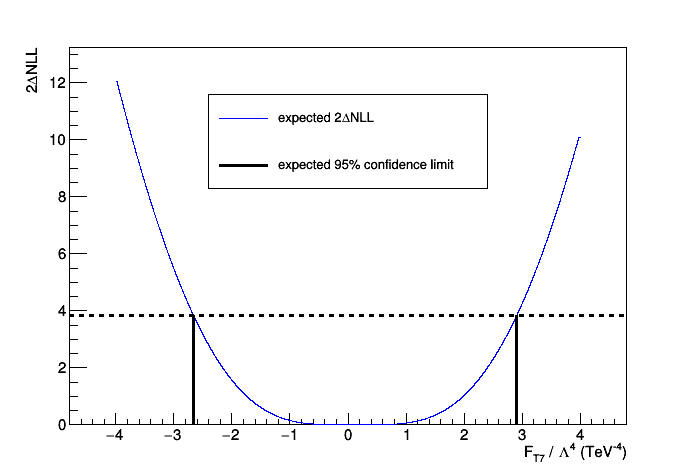 2ΔNLL
12
10
8
6
4
2
0
expected 2ΔNLL
expected 95% confidence limit
−4 −3 −2 −1 0 1 2 3 4
F_T7 / Λ^4 (TeV^-4)